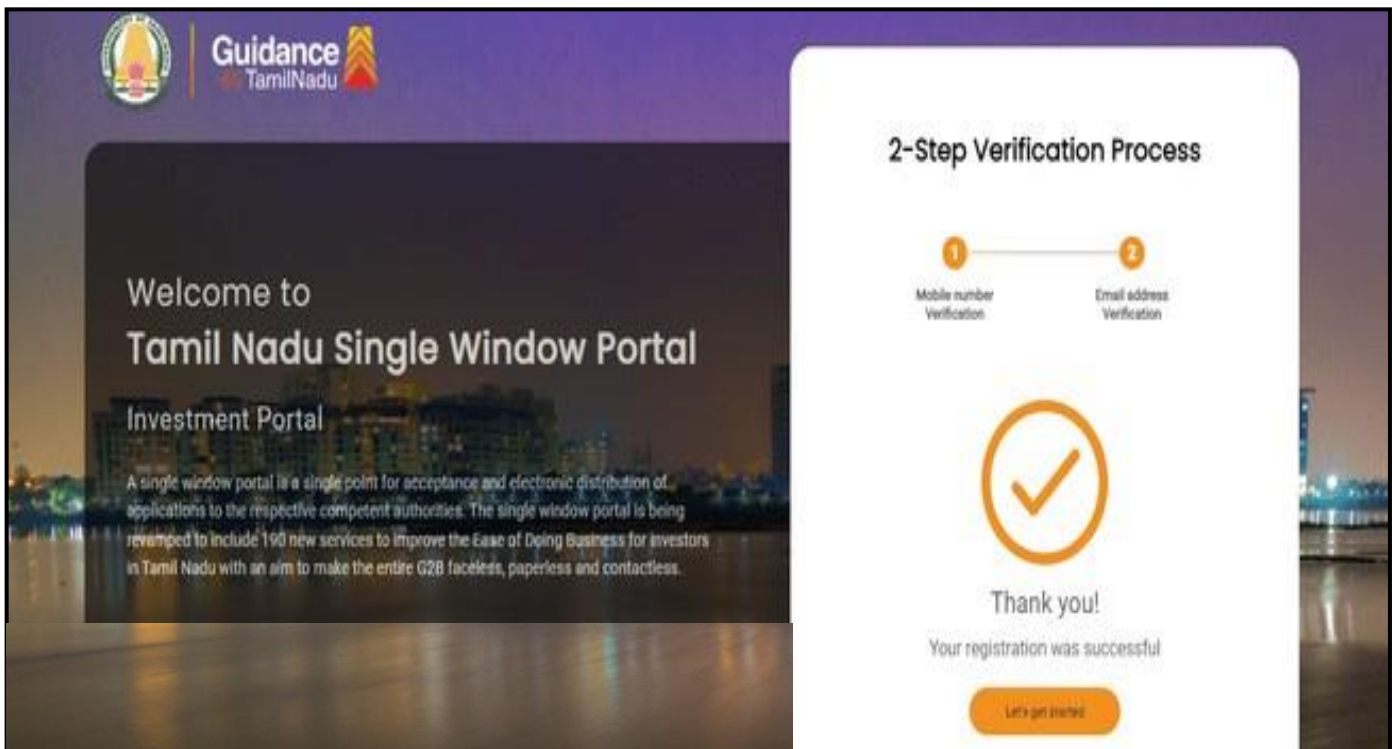 Guidance
TamilNadu
Welcome to
Tamil Nadu Single Window Portal
Investment Portal
A single window portal is a single point for acceptance and electronic distribution of
applications to the respective competent authorities. The single window portal is being
revamped to include 190 new services to improve the Ease of Doing Business for investors
in Tamil Nadu with an aim to make the entire G2B faceless, paperless and contactless.
2-Step Verification Process
1
2
Mobile number
Verification
Email address
Verification
Thank you!
Your registration was successful
Let's get started